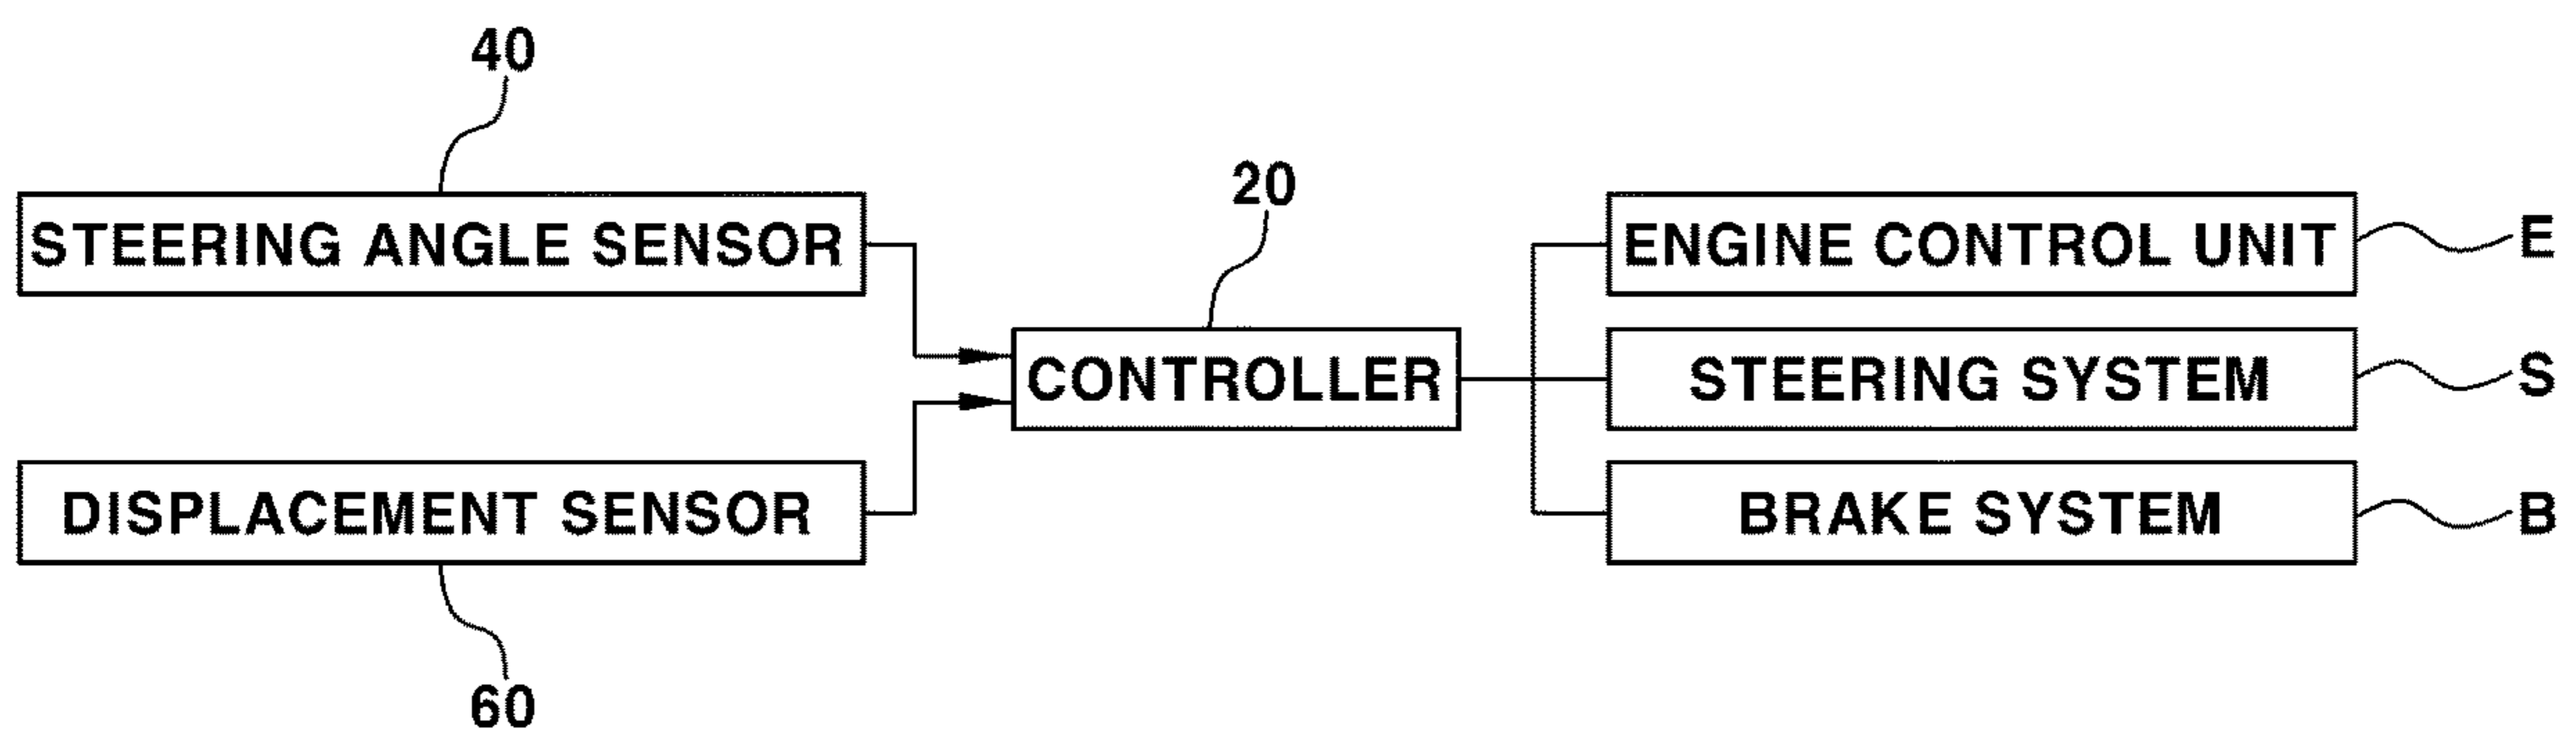 40
STEERING ANGLE SENSOR
DISPLACEMENT SENSOR
60
20
CONTROLLER
ENGINE CONTROL UNIT E
STEERING SYSTEM S
BRAKE SYSTEM B